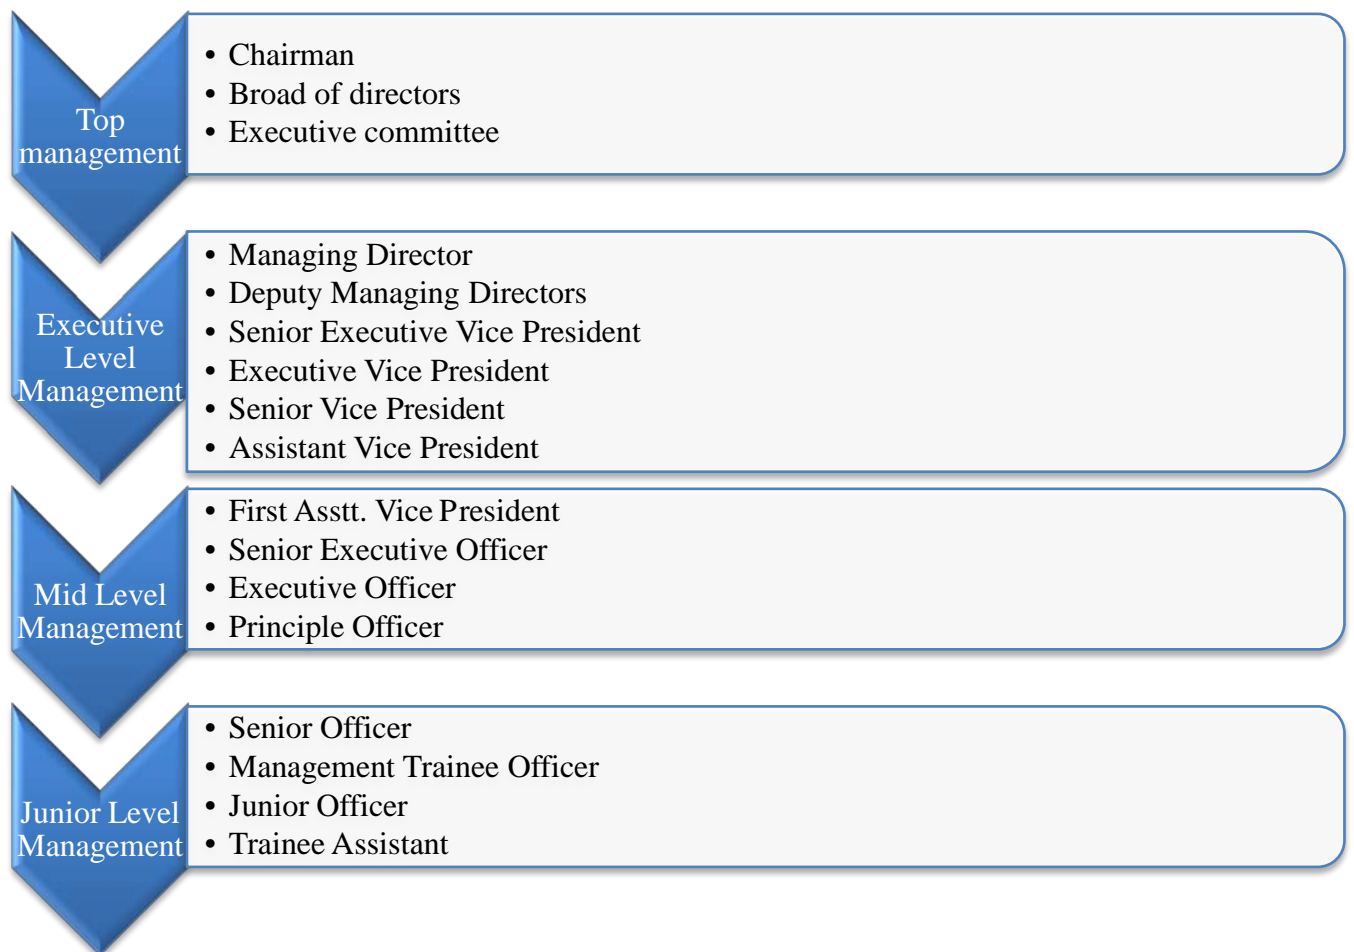 Top
management
• Chairman
• Broad of directors
• Executive committee
Executive
Level
Management
• Managing Director
• Deputy Managing Directors
• Senior Executive Vice President
• Executive Vice President
• Senior Vice President
• Assistant Vice President
Mid Level
Management
• First Asstt. Vice President
• Senior Executive Officer
• Executive Officer
• Principle Officer
Junior Level
Management
• Senior Officer
• Management Trainee Officer
• Junior Officer
• Trainee Assistant